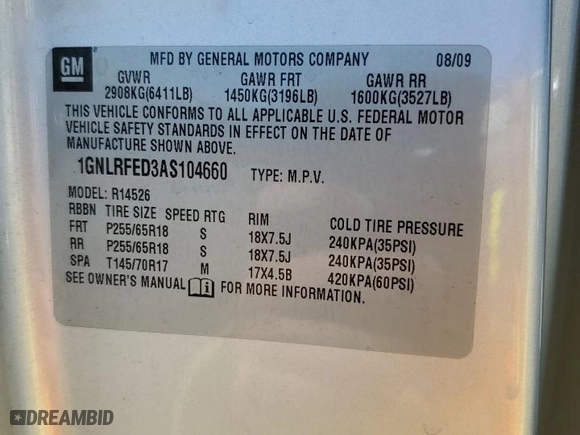 GM
MFD BY GENERAL MOTORS COMPANY 08/09
GVWR GAWR FRT GAWR RR
2908KG(6411LB) 1450KG(3196LB) 1600KG(3527LB)
THIS VEHICLE CONFORMS TO ALL APPLICABLE U.S. FEDERAL MOTOR
VEHICLE SAFETY STANDARDS IN EFFECT ON THE DATE OF
MANUFACTURE SHOWN ABOVE.
1GNLRFED3AS104660 TYPE: M.P.V.
MODEL: R14526
RBBN TIRE SIZE SPEED RTG RIM COLD TIRE PRESSURE
FRT P255/65R18 S 18X7.5J 240KPA(35PSI)
RR P255/65R18 S 18X7.5J 240KPA(35PSI)
SPA T145/70R17 M 17X4.5B 420KPA(60PSI)
SEE OWNER'S MANUAL i FOR MORE INFORMATION.
DREAMBID